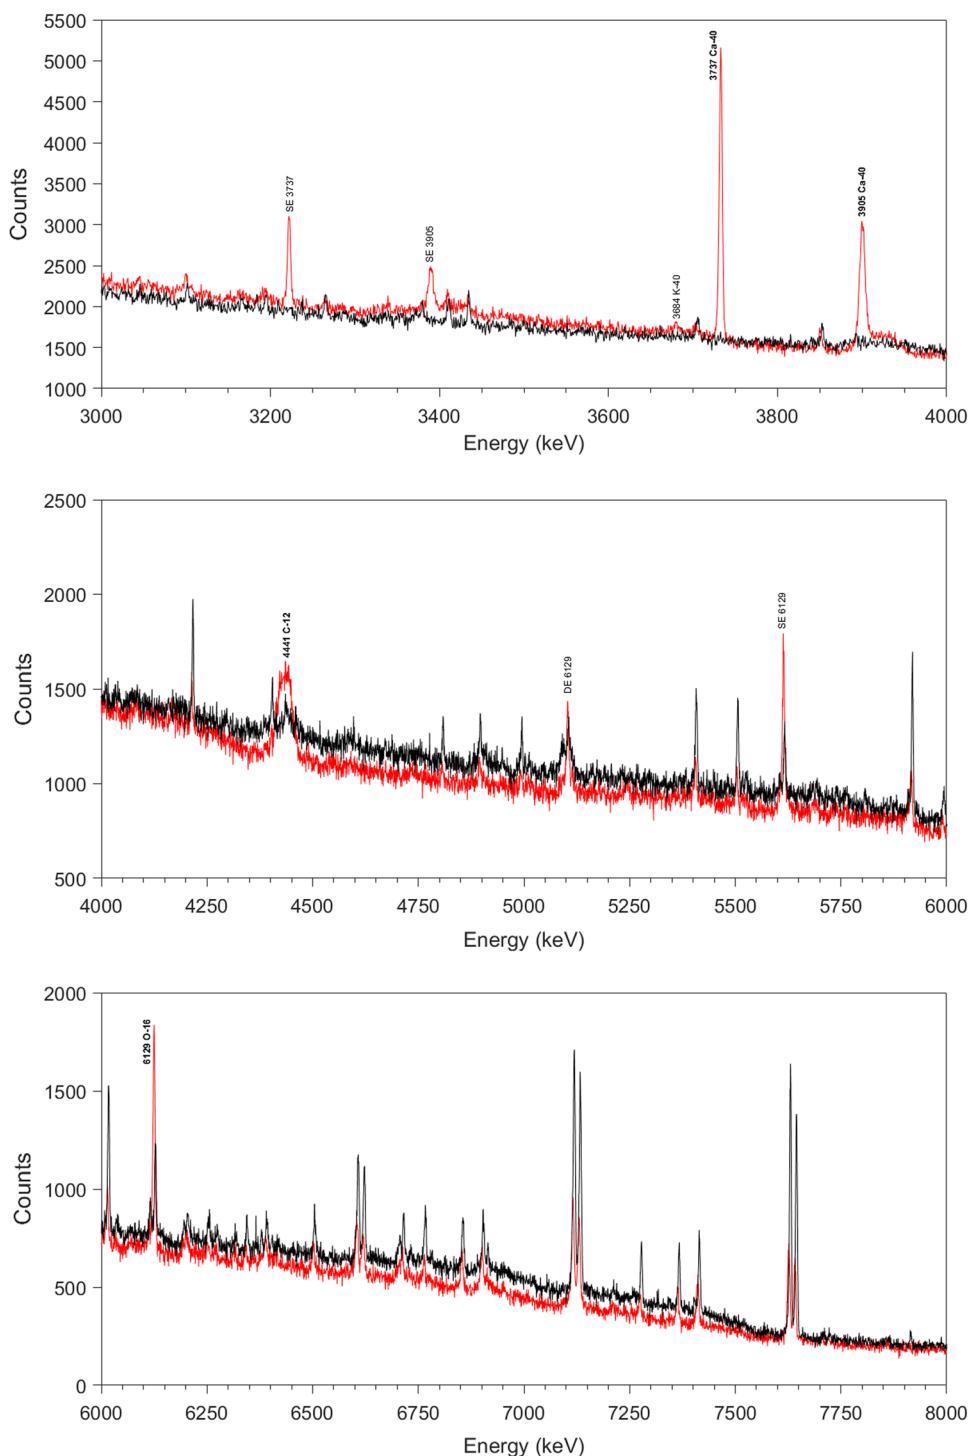 5500
5000
4500
4000
3500
3000
2500
2000
1500
1000
Counts
SE 3737
SE 3905
3684 K-40
3737 Ca-40
3905 Ca-40
3000 3200 3400 3600 3800 4000
Energy (keV)
2500
2000
1500
1000
500
Counts
4441 C-12
DE 6129
SE 6129
4000 4250 4500 4750 5000 5250 5500 5750 6000
Energy (keV)
2000
1500
1000
500
0
Counts
6129 O-16
6000 6250 6500 6750 7000 7250 7500 7750 8000
Energy (keV)